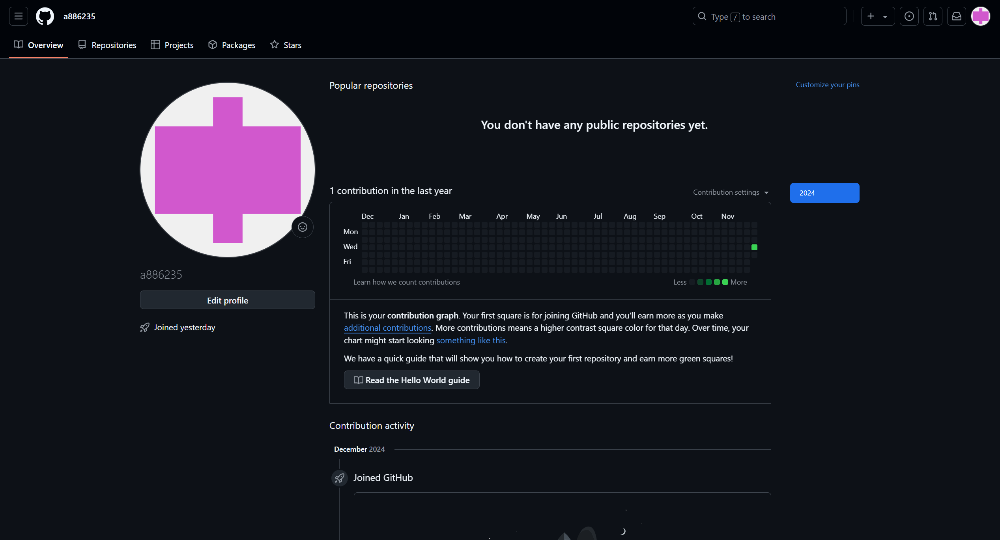 a886235
Type / to search
Overview
Repositories
Projects
Packages
Stars
a886235
Edit profile
Joined yesterday
Popular repositories
Customize your pins
You don't have any public repositories yet.
1 contribution in the last year
Contribution settings
2024
Dec Jan Feb Mar Apr May Jun Jul Aug Sep Oct Nov
Mon
Wed
Fri
Learn how we count contributions
Less
More
This is your contribution graph. Your first square is for joining GitHub and you’ll earn more as you make
additional contributions. More contributions means a higher contrast square color for that day. Over time, your
chart might start looking something like this.
We have a quick guide that will show you how to create your first repository and earn more green squares!
Read the Hello World guide
Contribution activity
December 2024
Joined GitHub